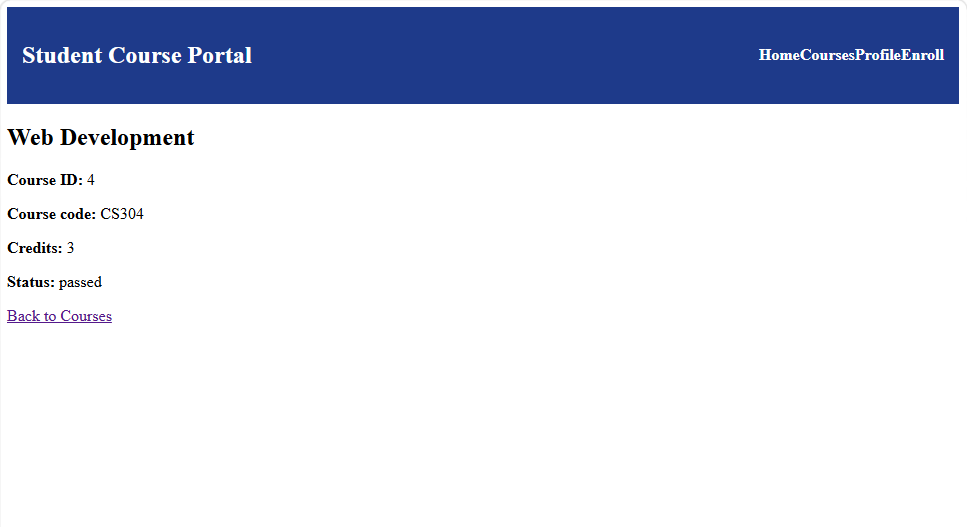 Student Course Portal
HomeCoursesProfileEnroll
Web Development
Course ID: 4
Course code: CS304
Credits: 3
Status: passed
Back to Courses